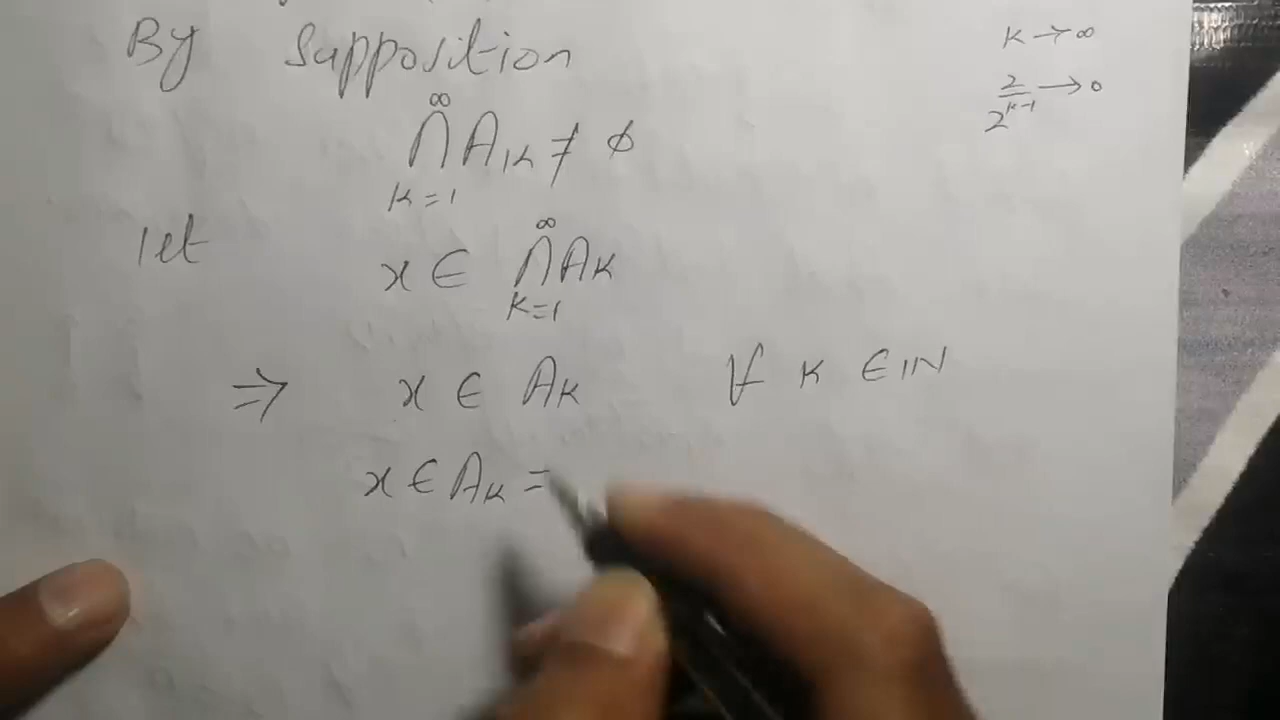 By Supposition
∞
⋂ A_K ≠ ϕ
K=1
let
∞
x ∈ ⋂ A_K
K=1
⇒ x ∈ A_K ∀ K ∈ ℕ
x ∈ A_K =
K → ∞
2/2^{K-1} → 0